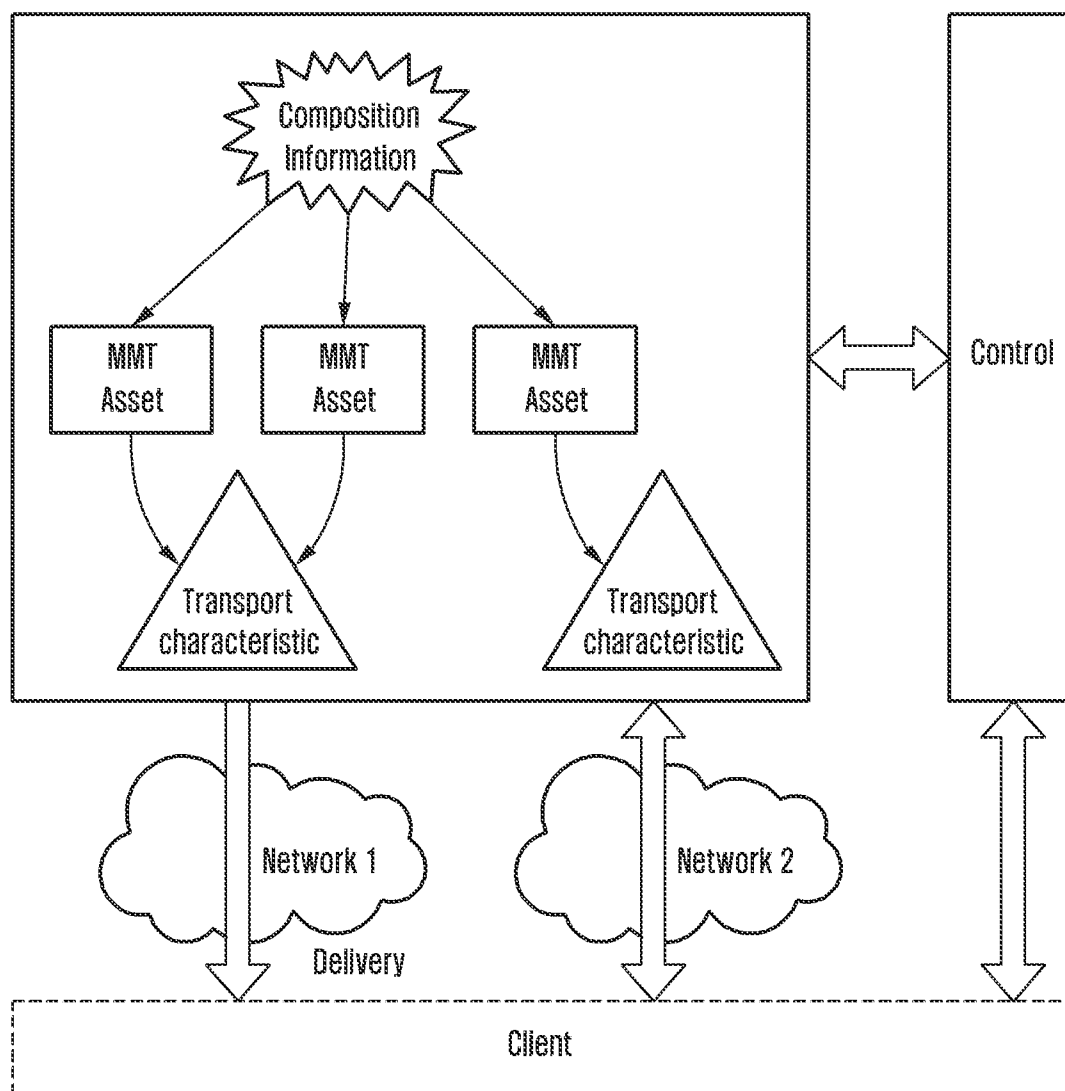 Composition
Information
MMT
Asset
MMT
Asset
MMT
Asset
Control
Transport
characteristic
Transport
characteristic
Network 1
Network 2
Delivery
Client